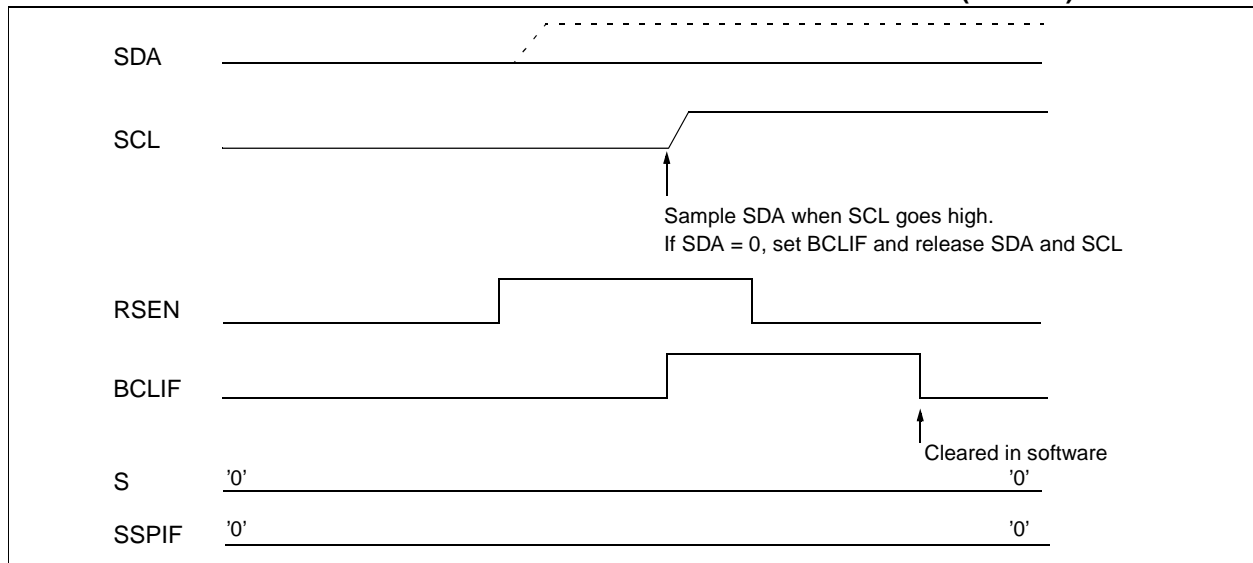 SDA
SCL
Sample SDA when SCL goes high.
If SDA = 0, set BCLIF and release SDA and SCL
RSEN
BCLIF
Cleared in software
S '0' '0'
SSPIF '0' '0'